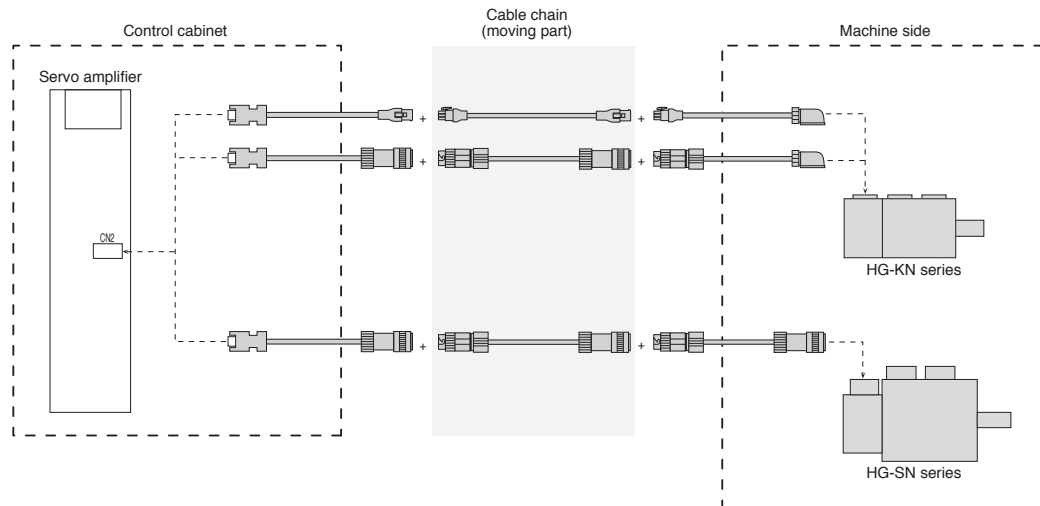 Control cabinet
Cable chain
(moving part)
Machine side
Servo amplifier
+
+
+
+
CN2
HG-KN series
+
+
HG-SN series